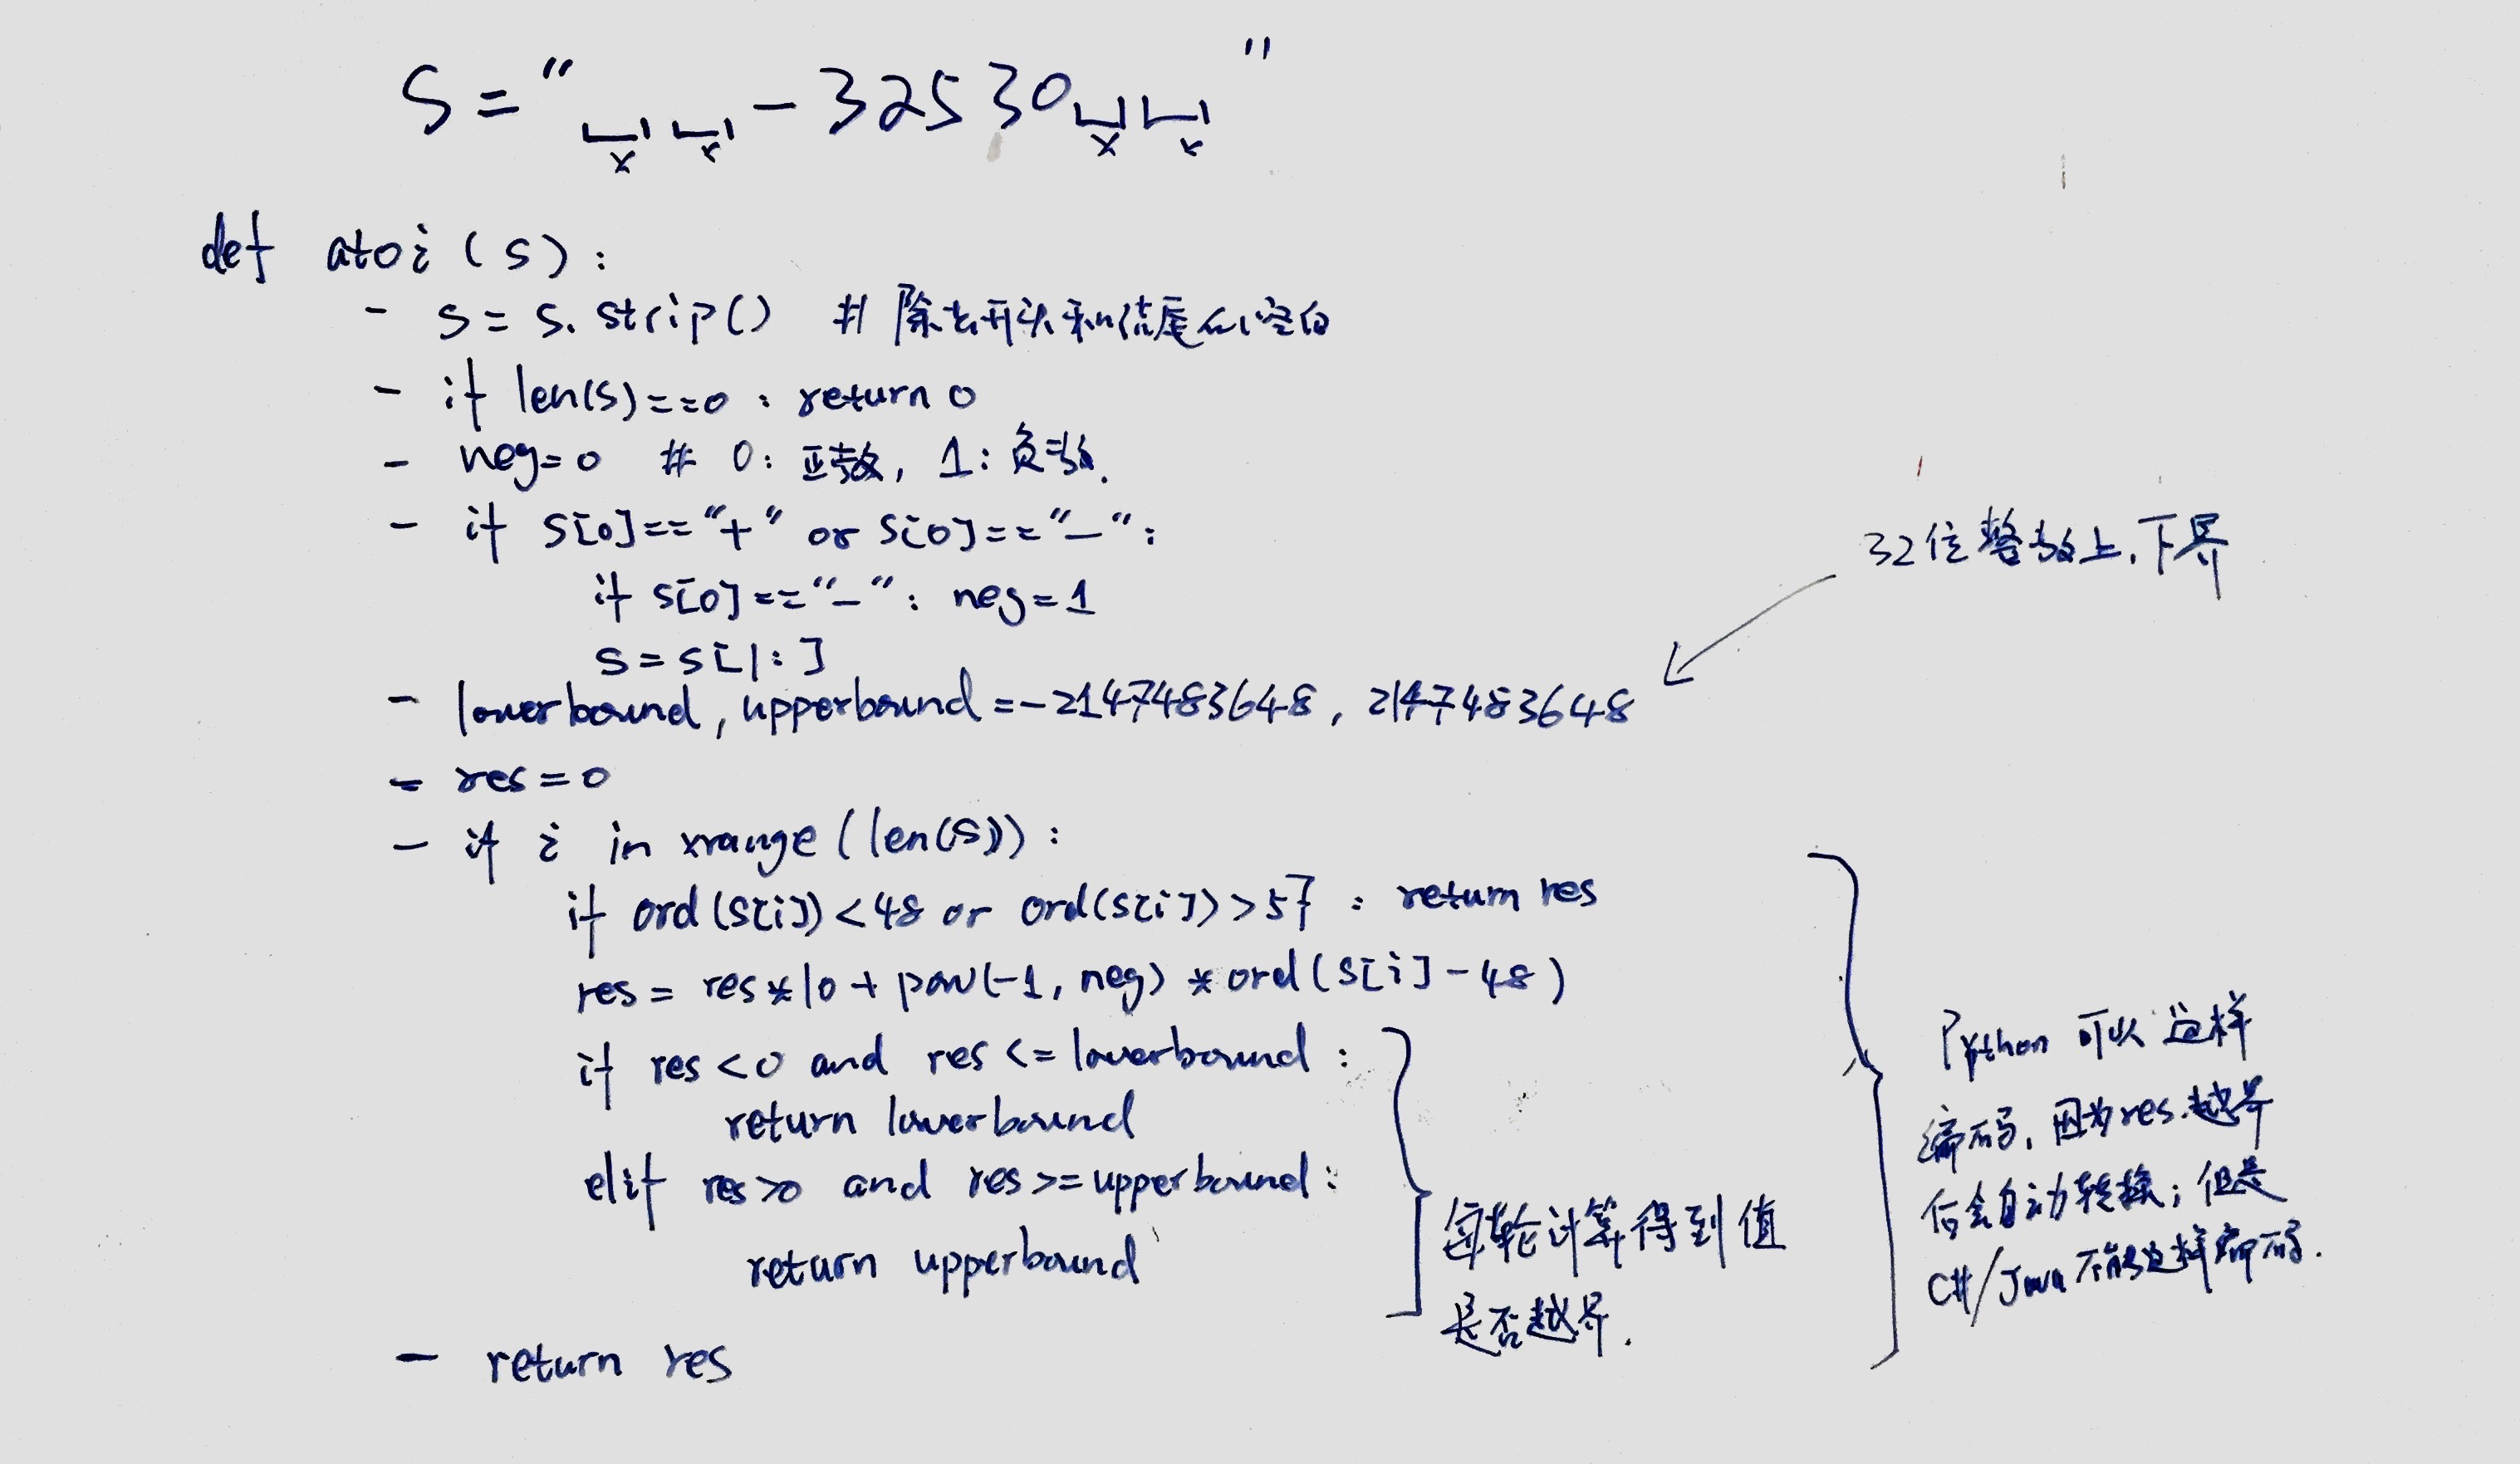 S = " ␣ ␣ - 32530 ␣ ␣ "
x x x x
def atoi (s) :
- s = s. strip() # 除去开头和结尾的空白
- if len(s)==0 : return 0
- neg=0 # 0: 正数, 1: 负数.
- if s[0]=="+" or s[0]=="-" :
if s[0]=="-" : neg=1
s = s[1:]
32位整数上,下界
- lowerbound, upperbound = -2147483648, 2147483648
- res = 0
- if i in xrange (len(s)) :
if ord(s[i])<48 or ord(s[i])>57 : return res
res = res*10 + pow(-1, neg) * ord(s[i]-48)
if res <0 and res <= lowerbound :
return lowerbound
elif res>0 and res>=upperbound :
return upperbound
- return res
每轮计算得到值
是否越界.
Python 可以这样
编码, 因为res越界
后会自动转换; 但是
C#/Java 不能这样编码.